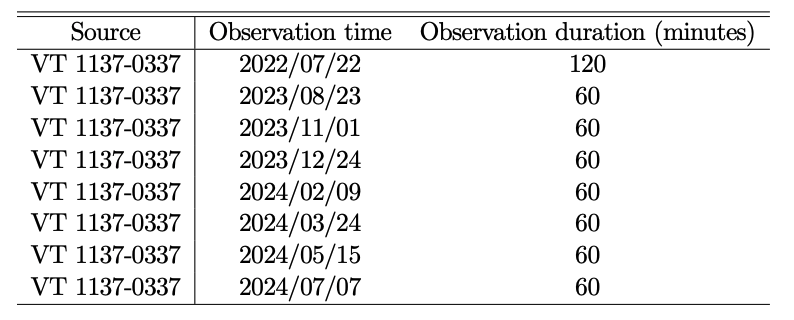 Source Observation time Observation duration (minutes)
VT 1137-0337 2022/07/22 120
VT 1137-0337 2023/08/23 60
VT 1137-0337 2023/11/01 60
VT 1137-0337 2023/12/24 60
VT 1137-0337 2024/02/09 60
VT 1137-0337 2024/03/24 60
VT 1137-0337 2024/05/15 60
VT 1137-0337 2024/07/07 60